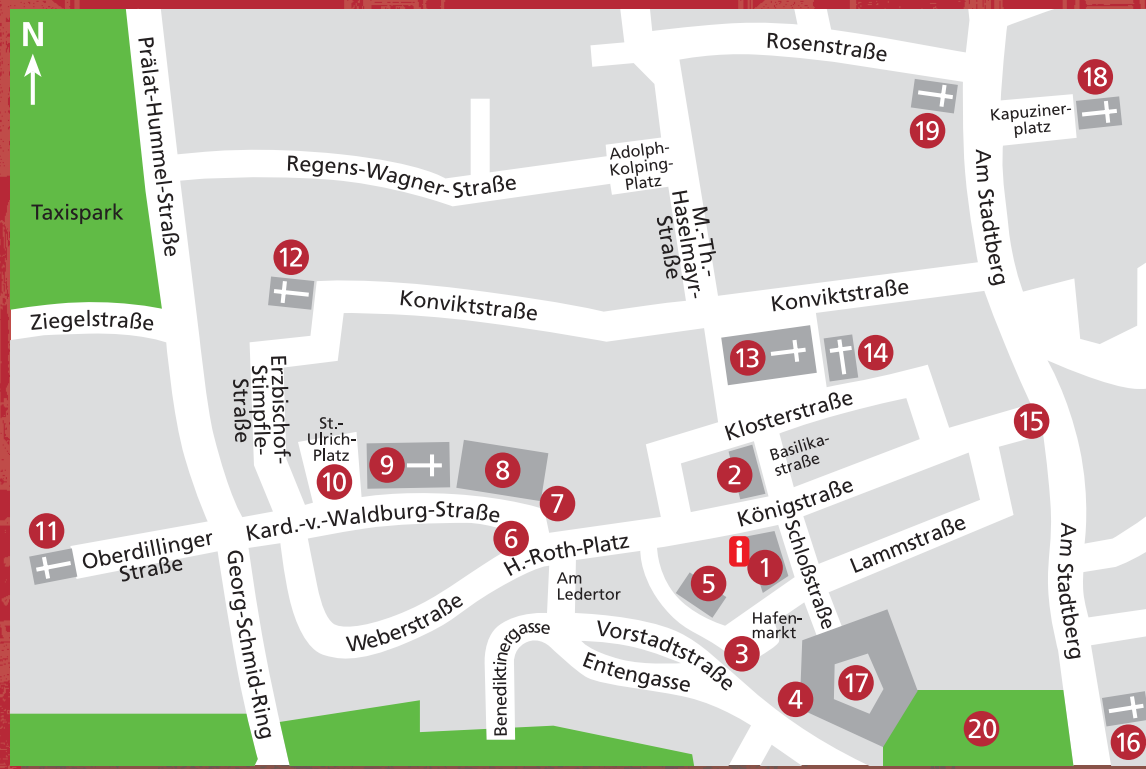 N
Prälat-Hummel-Straße
Rosenstraße
18
Kapuziner-
platz
19
Adolph-
Kolping-
Platz
Regens-Wagner-Straße
M.-Th.-
Haselmayr-
Straße
Am Stadtberg
Taxispark
12
Konviktstraße
Konviktstraße
Ziegelstraße
13
14
Erzbischof-
Stimpfle-
Straße
St.-
Ulrich-
Platz
10
9
8
7
Klosterstraße
15
2
Basilika-
straße
Königstraße
11
Oberdillinger
Straße
Kard.-v.-Waldburg-Straße
6
H.-Roth-Platz
i
1
5
Schloßstraße
Lammstraße
Am Stadtberg
Georg-Schmid-Ring
Weberstraße
Am
Ledertor
Benediktinergasse
Vorstadtstraße
Entengasse
Hafen-
markt
3
4
17
20
16